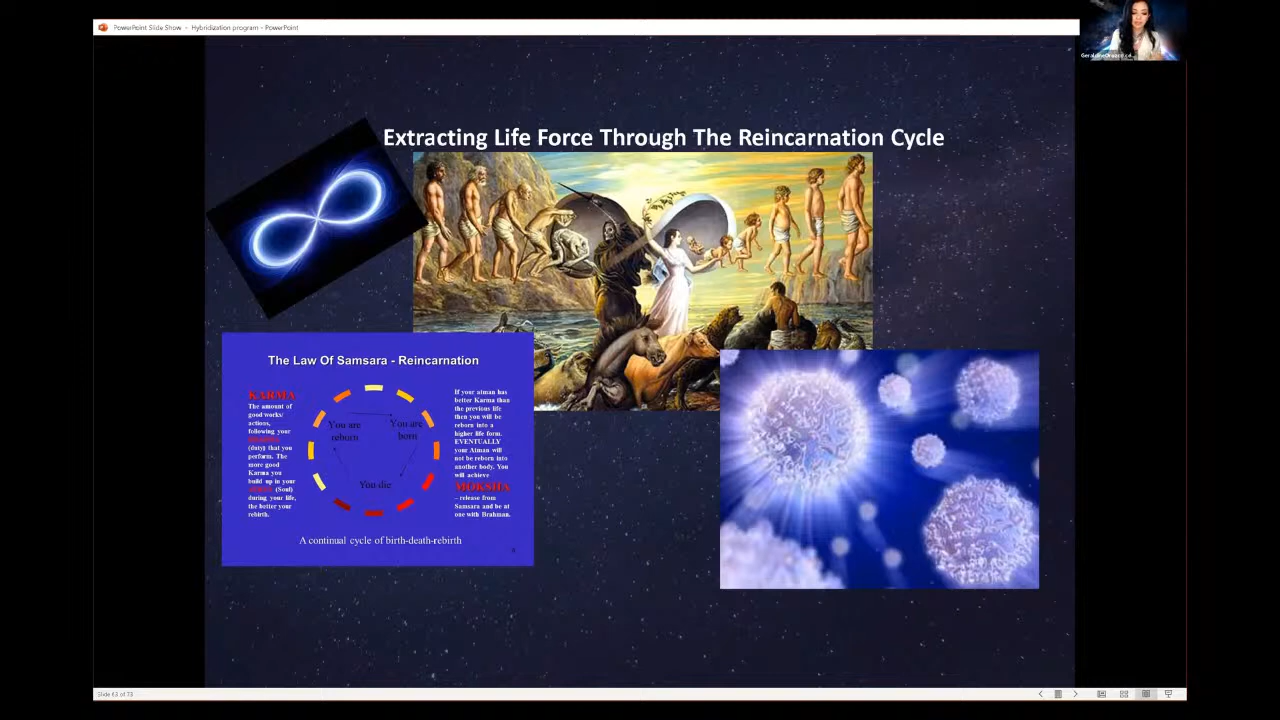 PowerPoint Slide Show - Hybridization program - PowerPoint
Extracting Life Force Through The Reincarnation Cycle
The Law Of Samsara - Reincarnation
KARMA
The amount of
good works/
actions,
following your
(duty) that you
perform. The
more good
Karma you
build up in your
(Soul)
during your life,
the better your
rebirth.
You are
reborn
You are
born
You die
If your atman has
better Karma than
the previous life
then you will be
reborn into a
higher life form.
EVENTUALLY
your Atman will
not be reborn into
another body. You
will achieve
MOKSHA
– release from
Samsara and be at
one with Brahman.
A continual cycle of birth-death-rebirth
Slide 63 of 73